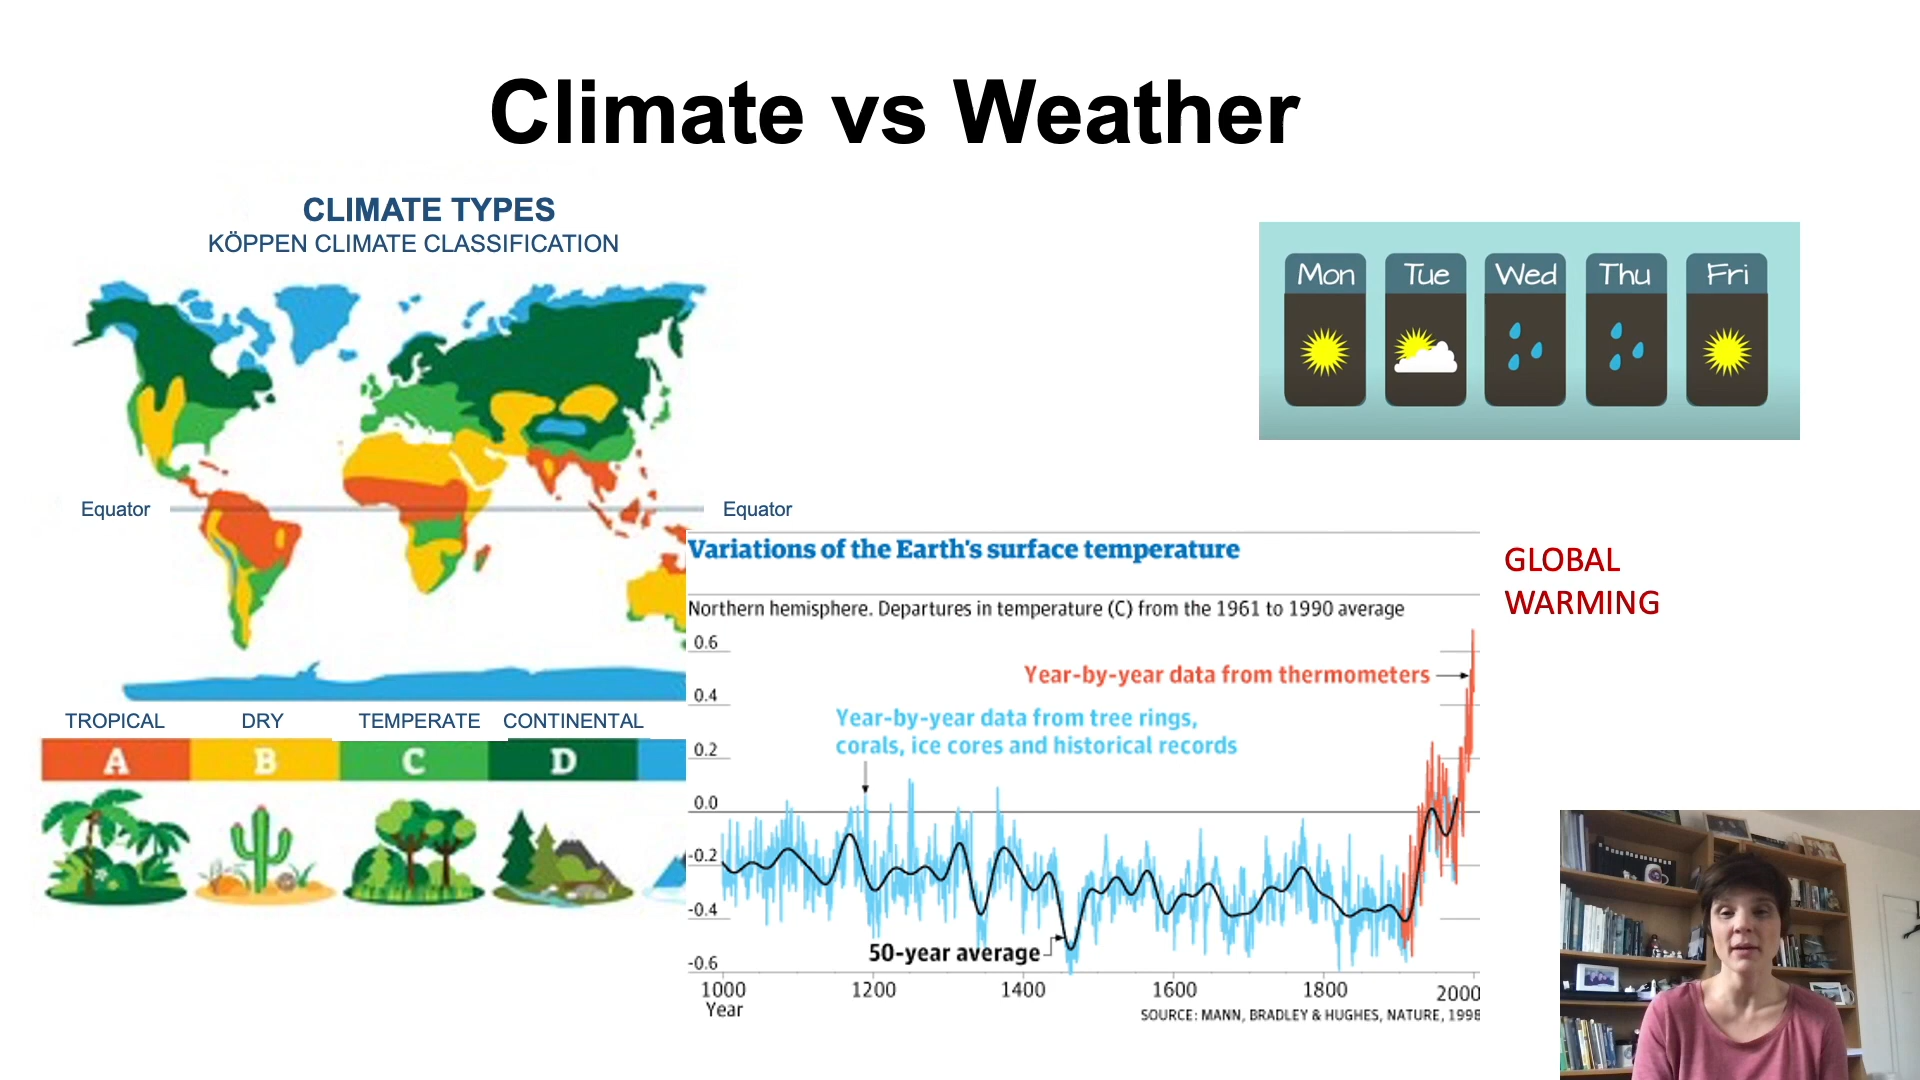 Climate vs Weather
CLIMATE TYPES
KÖPPEN CLIMATE CLASSIFICATION
Equator
Equator
TROPICAL
DRY
TEMPERATE
CONTINENTAL
A
B
C
D
Mon
Tue
Wed
Thu
Fri
Variations of the Earth's surface temperature
Northern hemisphere. Departures in temperature (C) from the 1961 to 1990 average
0.6
0.4
0.2
0.0
-0.2
-0.4
-0.6
Year-by-year data from thermometers
Year-by-year data from tree rings,
corals, ice cores and historical records
50-year average
1000
1200
1400
1600
1800
2000
Year
SOURCE: MANN, BRADLEY & HUGHES, NATURE, 1998
GLOBAL
WARMING